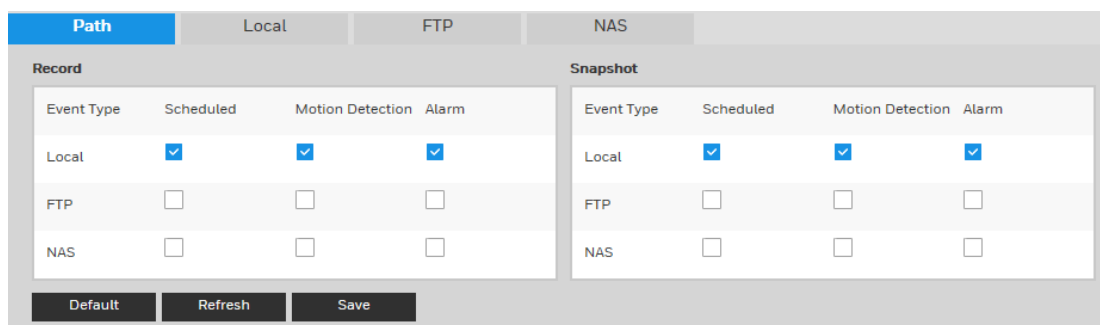 Path Local FTP NAS
Record
Event Type Scheduled Motion Detection Alarm
Local
FTP
NAS
Snapshot
Event Type Scheduled Motion Detection Alarm
Local
FTP
NAS
Default Refresh Save